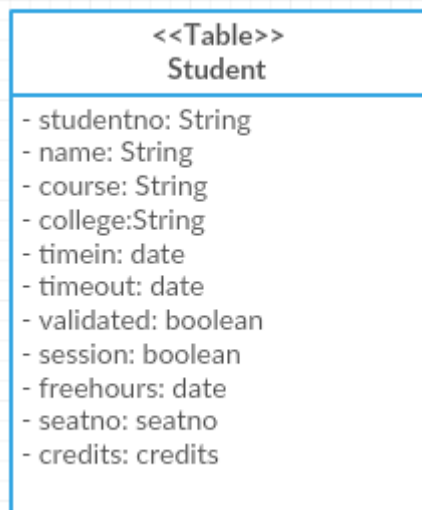 <<Table>>
Student
- studentno: String
- name: String
- course: String
- college:String
- timein: date
- timeout: date
- validated: boolean
- session: boolean
- freehours: date
- seatno: seatno
- credits: credits